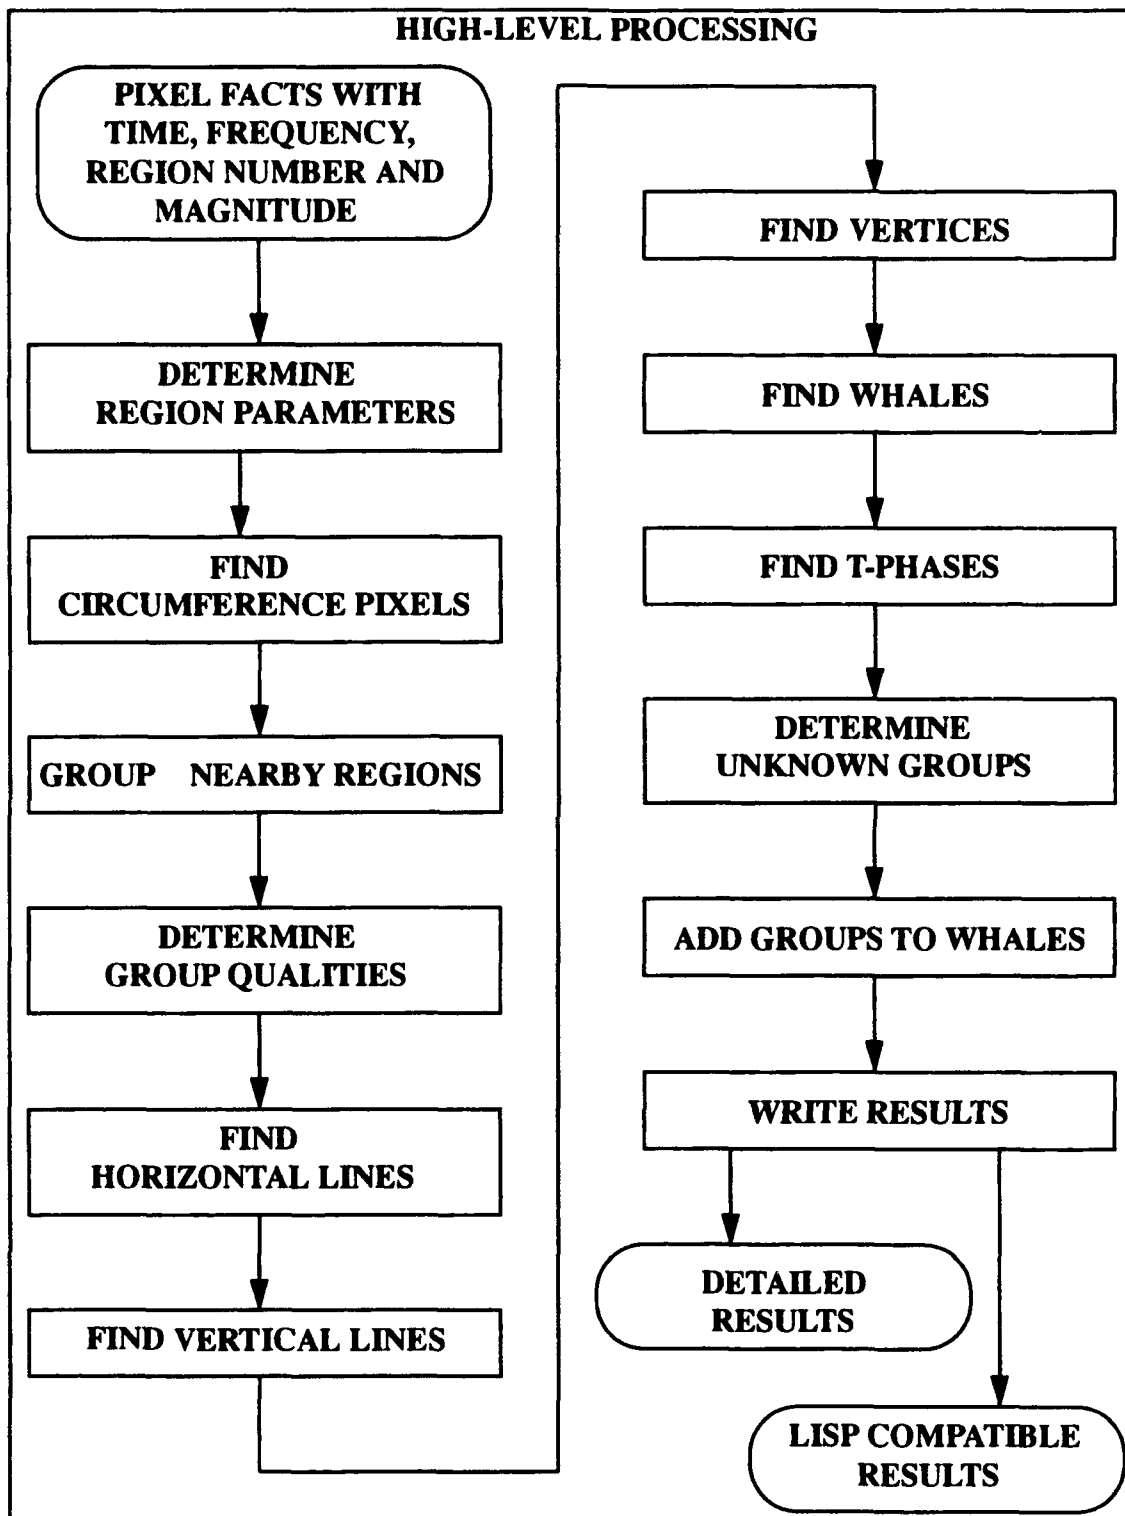 HIGH-LEVEL PROCESSING
PIXEL FACTS WITH
TIME, FREQUENCY,
REGION NUMBER AND
MAGNITUDE
DETERMINE
REGION PARAMETERS
FIND
CIRCUMFERENCE PIXELS
GROUP NEARBY REGIONS
DETERMINE
GROUP QUALITIES
FIND
HORIZONTAL LINES
FIND VERTICAL LINES
FIND VERTICES
FIND WHALES
FIND T-PHASES
DETERMINE
UNKNOWN GROUPS
ADD GROUPS TO WHALES
WRITE RESULTS
DETAILED
RESULTS
LISP COMPATIBLE
RESULTS